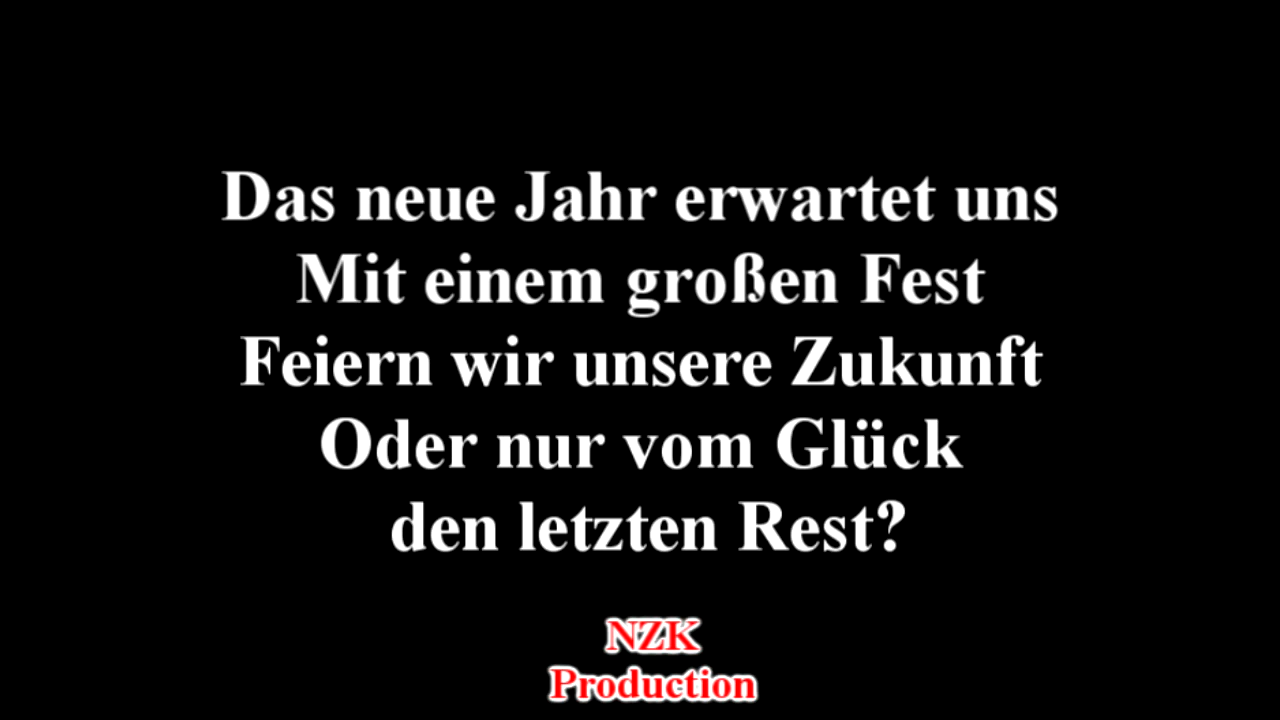 Das neue Jahr erwartet uns
Mit einem großen Fest
Feiern wir unsere Zukunft
Oder nur vom Glück
den letzten Rest?
NZK
Production